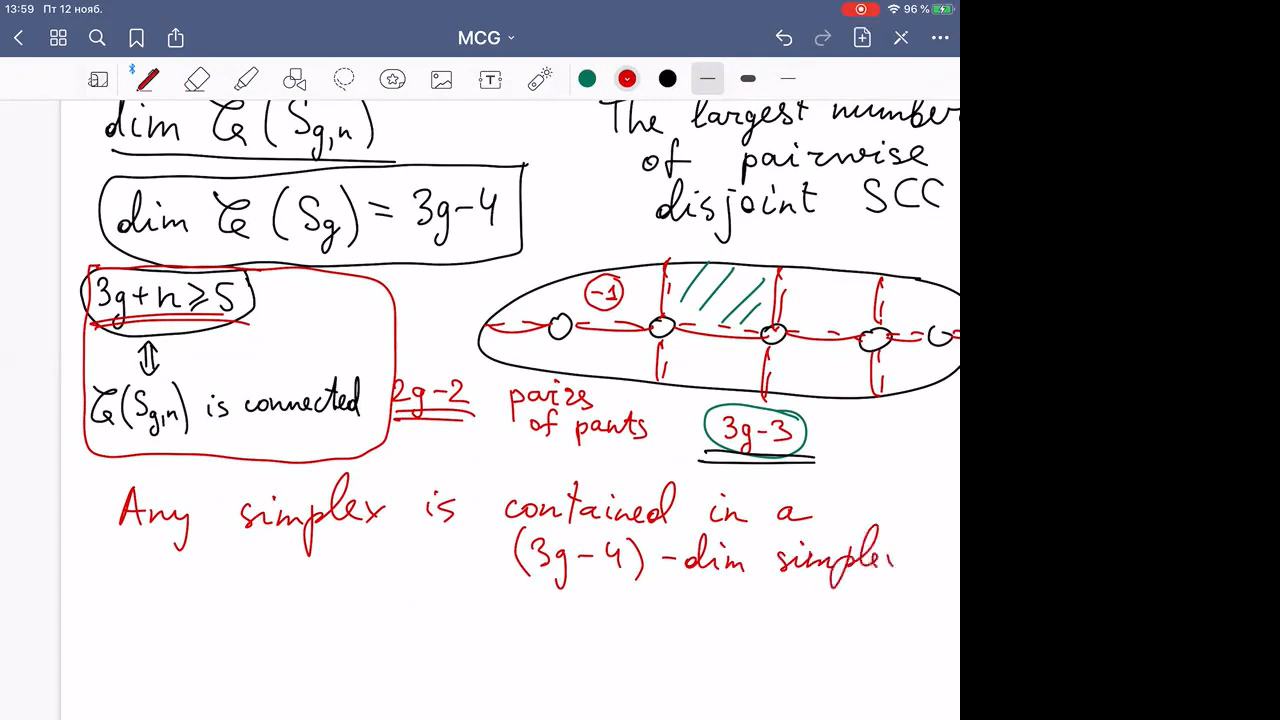 13:59 Пт 12 нояб.
96 %
MCG
dim C(S_{g,n})
dim C(S_g) = 3g-4
3g+n ≥ 5
⇕
C(S_{g,n}) is connected
The largest number
of pairwise
disjoint SCC
-1
2g-2 pairs
of pants
3g-3
Any simplex is contained in a
(3g-4)-dim simplex